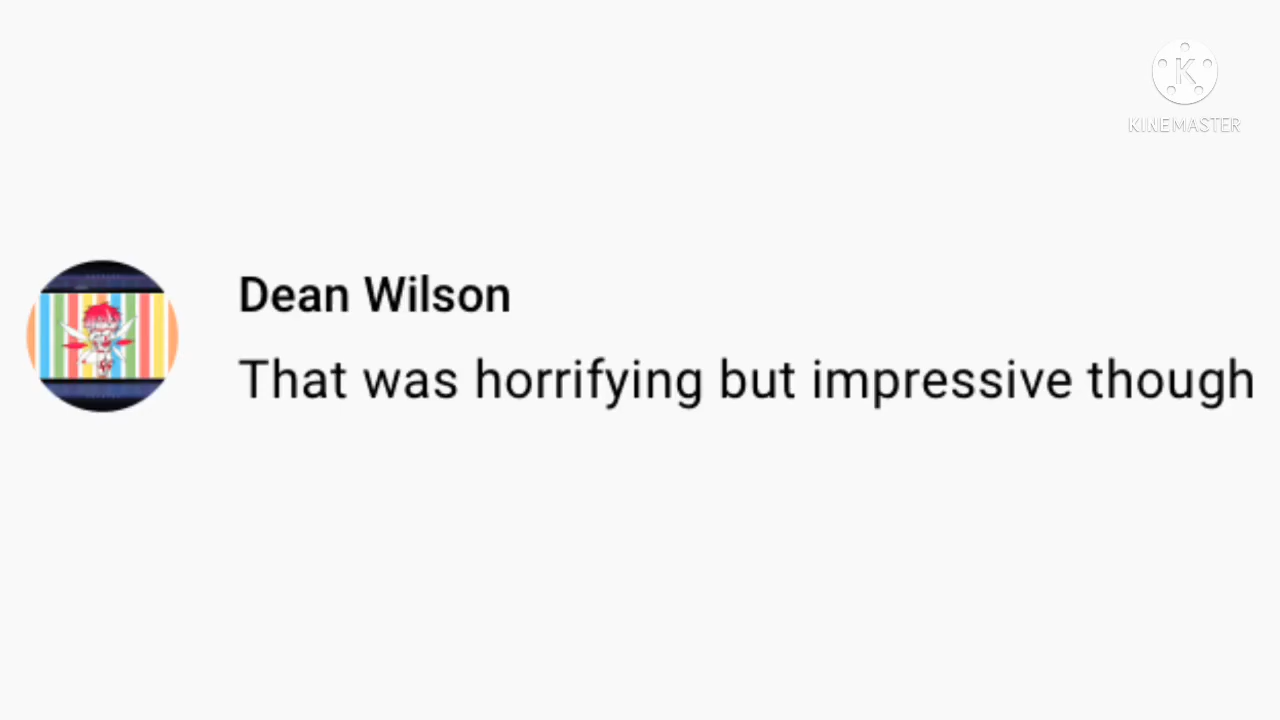 K
KINEMASTER
Dean Wilson
That was horrifying but impressive though